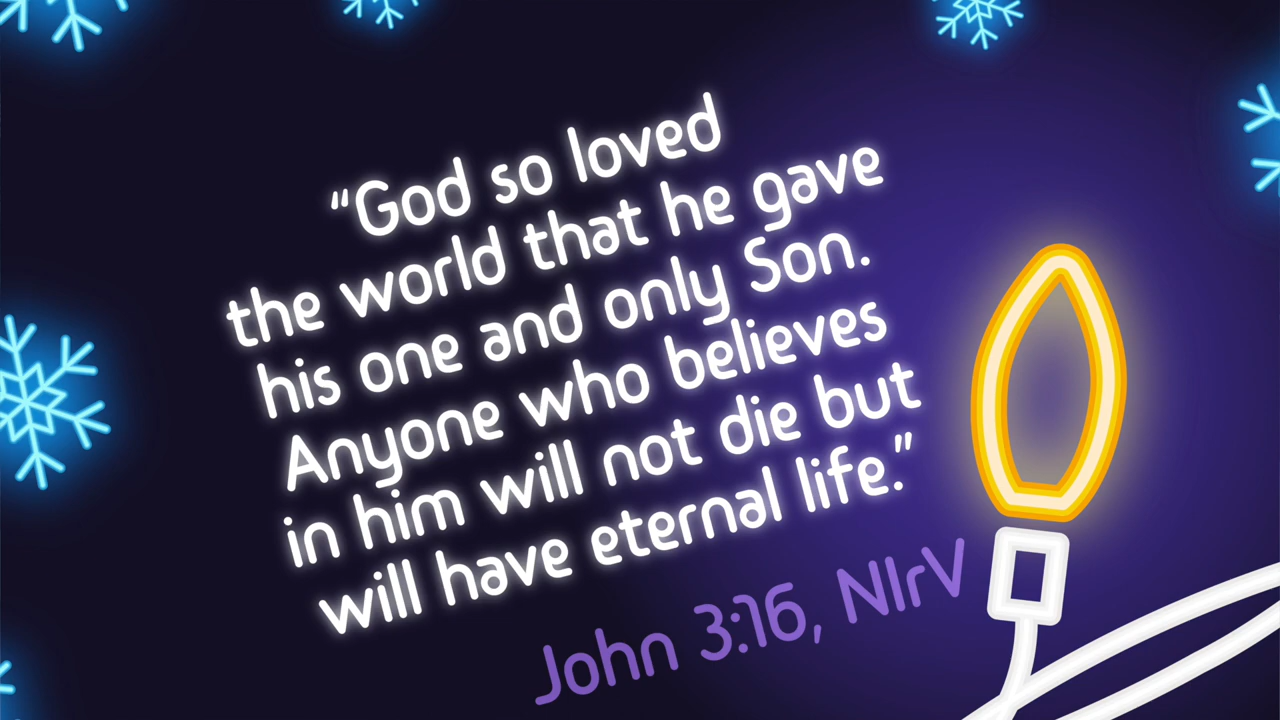 “God so loved
the world that he gave
his one and only Son.
Anyone who believes
in him will not die but
will have eternal life.”
John 3:16, NIrV